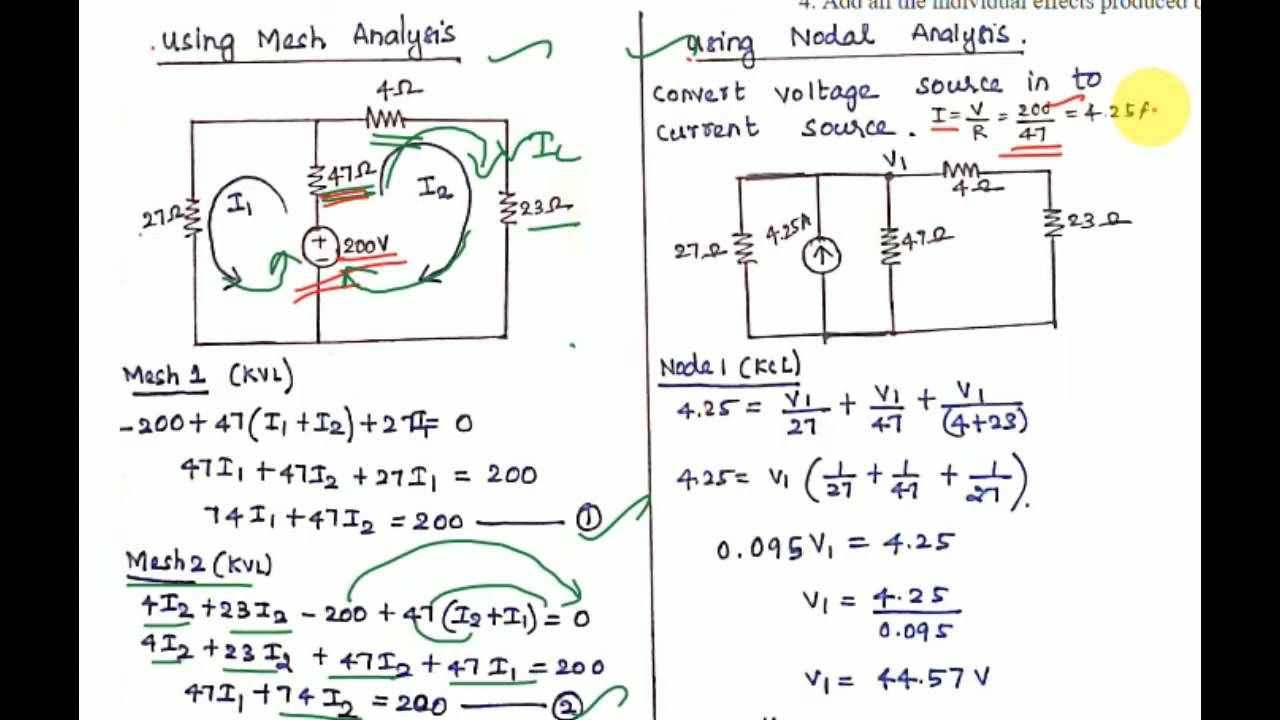 4. Add all the individual effects produced
using Mesh Analysis
4Ω
47Ω
I₁
I₂
I_L
27Ω
23Ω
+
-
200V
Mesh 1 (KVL)
-200 + 47(I₁ + I₂) + 27I₁ = 0
47I₁ + 47I₂ + 27I₁ = 200
74I₁ + 47I₂ = 200 — ①
Mesh 2 (KVL)
4I₂ + 23I₂ - 200 + 47(I₂ + I₁) = 0
4I₂ + 23I₂ + 47I₂ + 47I₁ = 200
47I₁ + 74I₂ = 200 — ②
using Nodal Analysis.
convert voltage source in to
current source. I = V/R = 200/47 = 4.25A
V₁
4Ω
27Ω
4.25A
47Ω
23Ω
Node 1 (KCL)
4.25 = V₁/27 + V₁/47 + V₁/(4+23)
4.25 = V₁ (1/27 + 1/47 + 1/27).
0.095 V₁ = 4.25
V₁ = 4.25/0.095
V₁ = 44.57 V